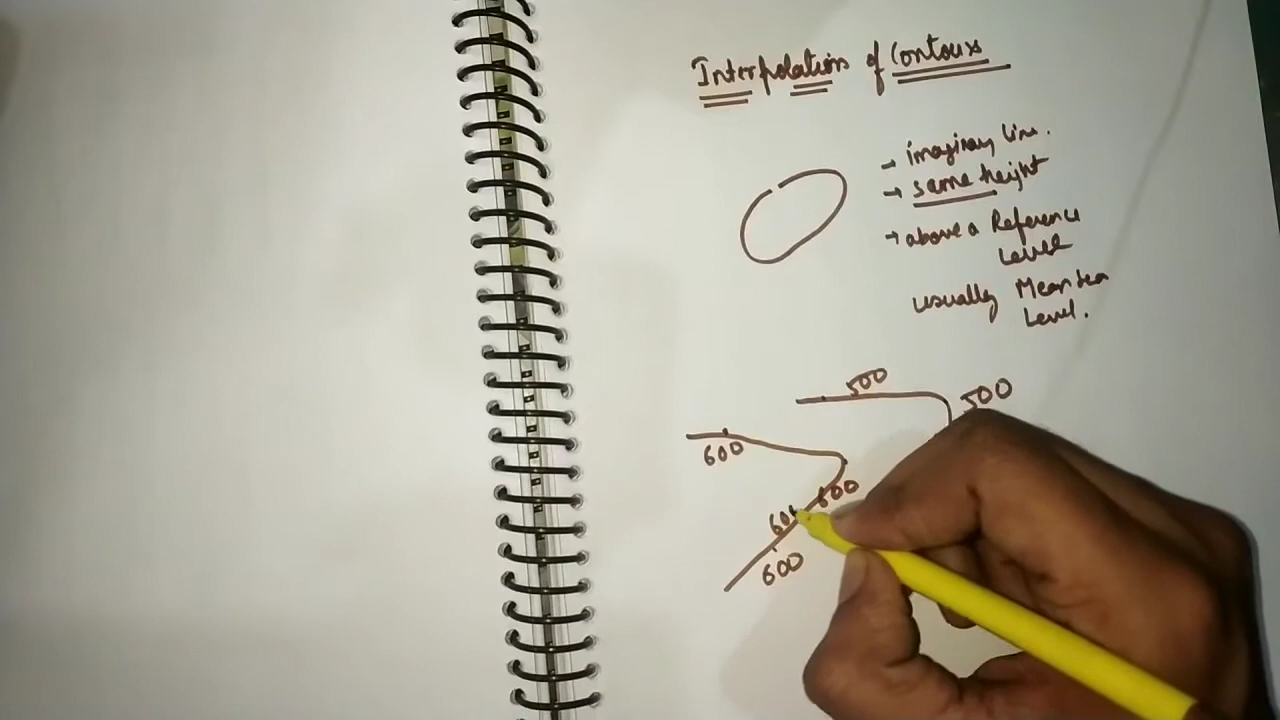 Interpolation of Contours
→ imaginary line.
→ same height
→ above a Reference
Level
usually Mean sea
Level.
500
500
600
600
600